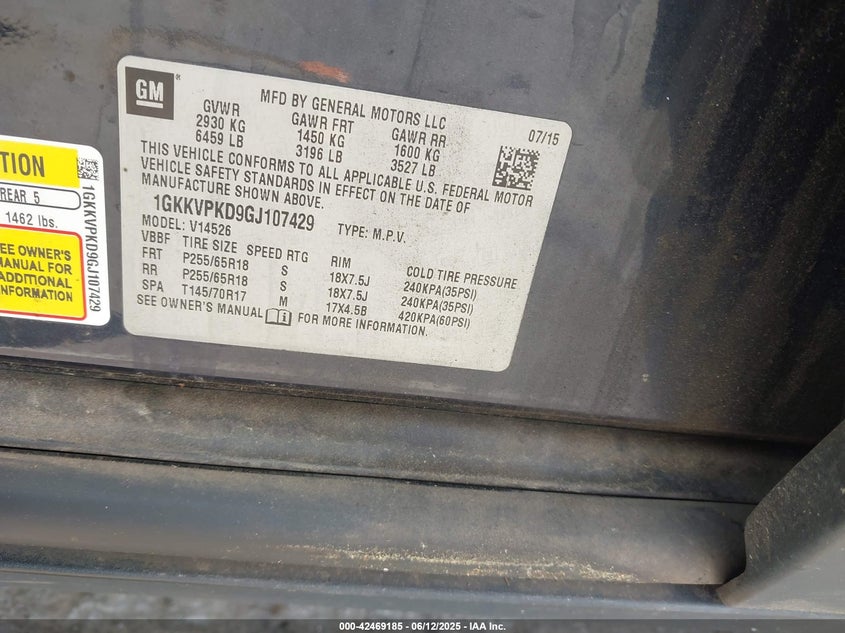 GM
MFD BY GENERAL MOTORS LLC
07/15
GVWR GAWR FRT GAWR RR
2930 KG 1450 KG 1600 KG
6459 LB 3196 LB 3527 LB
THIS VEHICLE CONFORMS TO ALL APPLICABLE U.S. FEDERAL MOTOR
VEHICLE SAFETY STANDARDS IN EFFECT ON THE DATE OF
MANUFACTURE SHOWN ABOVE.
1GKKVPKD9GJ107429 TYPE: M.P.V.
MODEL: V14526
VBBF TIRE SIZE SPEED RTG RIM COLD TIRE PRESSURE
FRT P255/65R18 S 18X7.5J 240KPA(35PSI)
RR P255/65R18 S 18X7.5J 240KPA(35PSI)
SPA T145/70R17 M 17X4.5B 420KPA(60PSI)
SEE OWNER'S MANUAL FOR MORE INFORMATION.
TION
REAR 5
1462 lbs.
EE OWNER'S
MANUAL FOR
ADDITIONAL
INFORMATION
1GKKVPKD9GJ107429
000-42469185 - 06/12/2025 - IAA Inc.